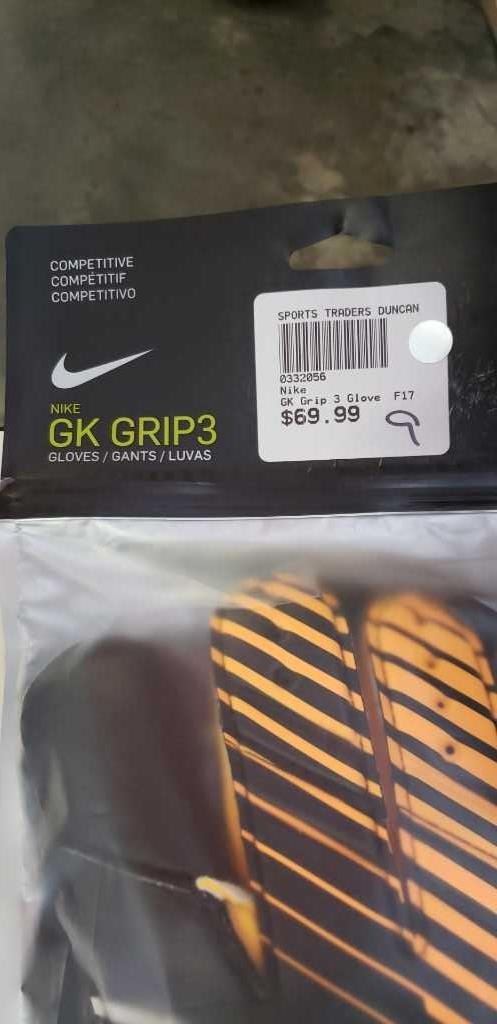 COMPETITIVE
COMPÉTITIF
COMPETITIVO
NIKE
GK GRIP3
GLOVES / GANTS / LUVAS
SPORTS TRADERS DUNCAN
0332056
Nike
GK Grip 3 Glove F17
$69.99 9